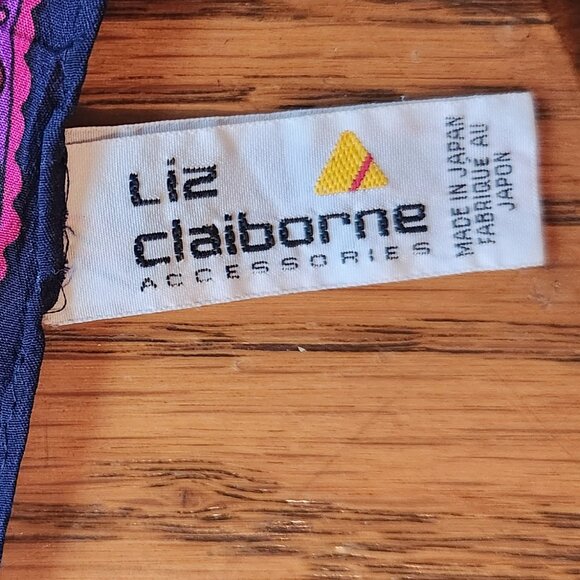 Liz
claiborne
ACCESSORIES
MADE IN JAPAN
FABRIQUE AU
JAPON